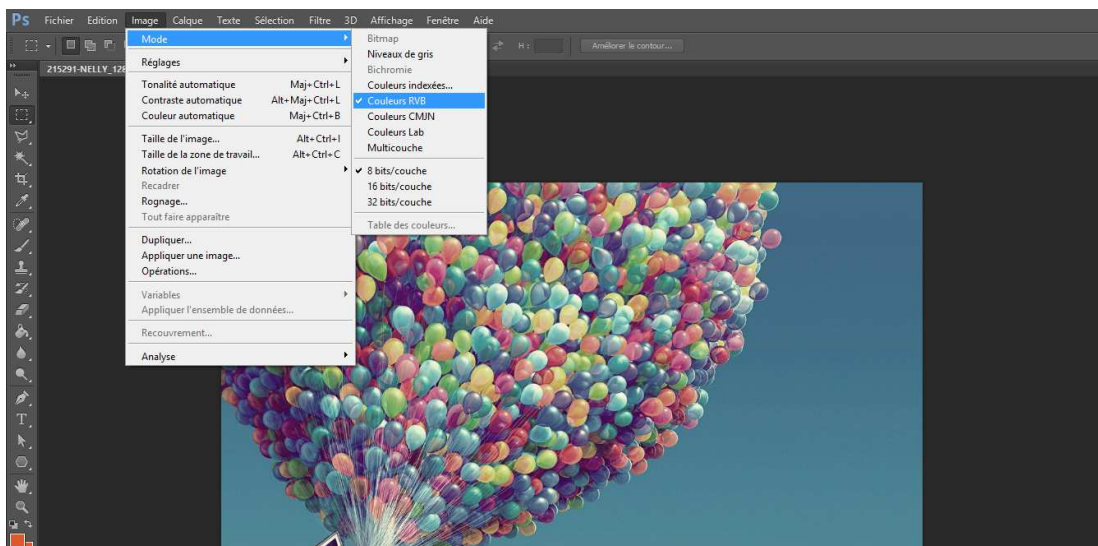 Ps Fichier Edition Image Calque Texte Sélection Filtre 3D Affichage Fenêtre Aide
H : Améliorer le contour...
215291-NELLY_128
Mode
Réglages
Tonalité automatique Maj+Ctrl+L
Contraste automatique Alt+Maj+Ctrl+L
Couleur automatique Maj+Ctrl+B
Taille de l'image... Alt+Ctrl+I
Taille de la zone de travail... Alt+Ctrl+C
Rotation de l'image
Recadrer
Rognage...
Tout faire apparaître
Dupliquer...
Appliquer une image...
Opérations...
Variables
Appliquer l'ensemble de données...
Recouvrement...
Analyse
Bitmap
Niveaux de gris
Bichromie
Couleurs indexées...
Couleurs RVB
Couleurs CMJN
Couleurs Lab
Multicouche
8 bits/couche
16 bits/couche
32 bits/couche
Table des couleurs...